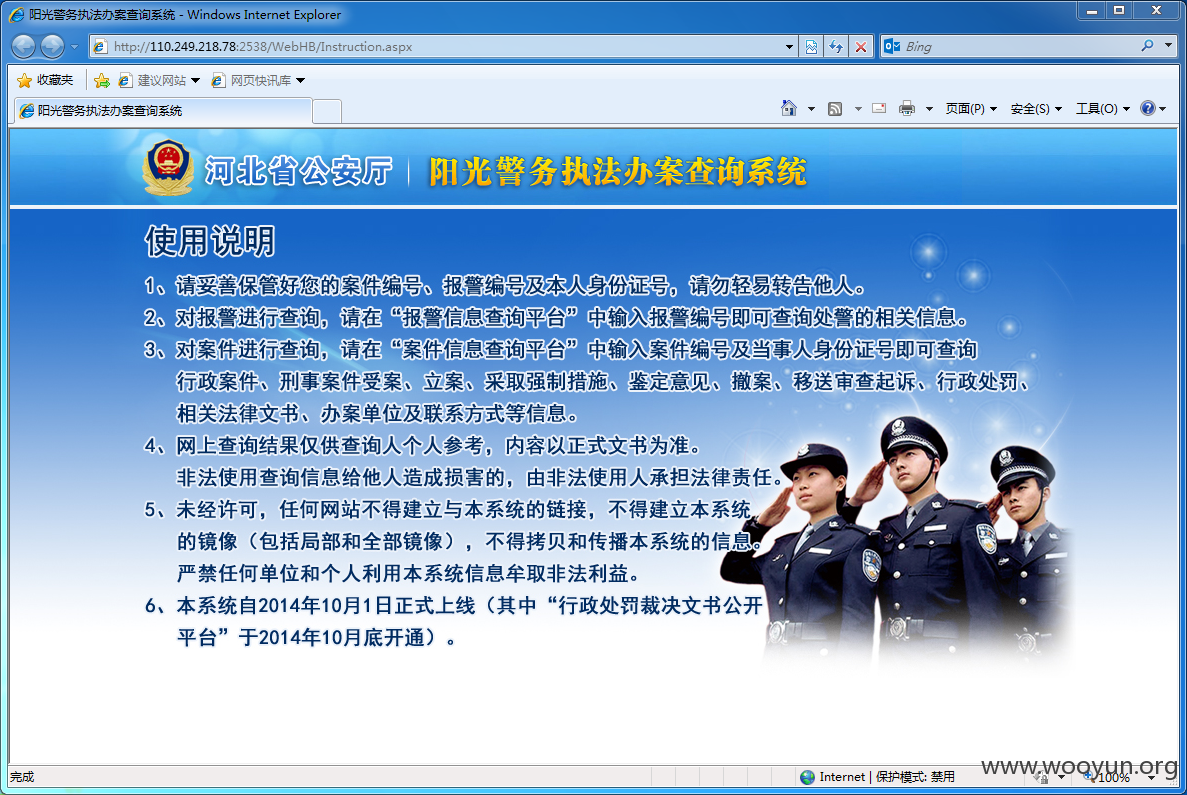 阳光警务执法办案查询系统 - Windows Internet Explorer
http://110.249.218.78:2538/WebHB/Instruction.aspx
Bing
收藏夹
建议网站
网页快讯库
阳光警务执法办案查询系统
页面(P)
安全(S)
工具(O)
河北省公安厅
阳光警务执法办案查询系统
使用说明
1、请妥善保管好您的案件编号、报警编号及本人身份证号，请勿轻易转告他人。
2、对报警进行查询，请在“报警信息查询平台”中输入报警编号即可查询处警的相关信息。
3、对案件进行查询，请在“案件信息查询平台”中输入案件编号及当事人身份证号即可查询
行政案件、刑事案件受案、立案、采取强制措施、鉴定意见、撤案、移送审查起诉、行政处罚、
相关法律文书、办案单位及联系方式等信息。
4、网上查询结果仅供查询人个人参考，内容以正式文书为准。
非法使用查询信息给他人造成损害的，由非法使用人承担法律责任。
5、未经许可，任何网站不得建立与本系统的链接，不得建立本系统
的镜像（包括局部和全部镜像），不得拷贝和传播本系统的信息。
严禁任何单位和个人利用本系统信息牟取非法利益。
6、本系统自2014年10月1日正式上线（其中“行政处罚裁决文书公开
平台”于2014年10月底开通）。
www.wooyun.org
完成
Internet | 保护模式: 禁用
100%